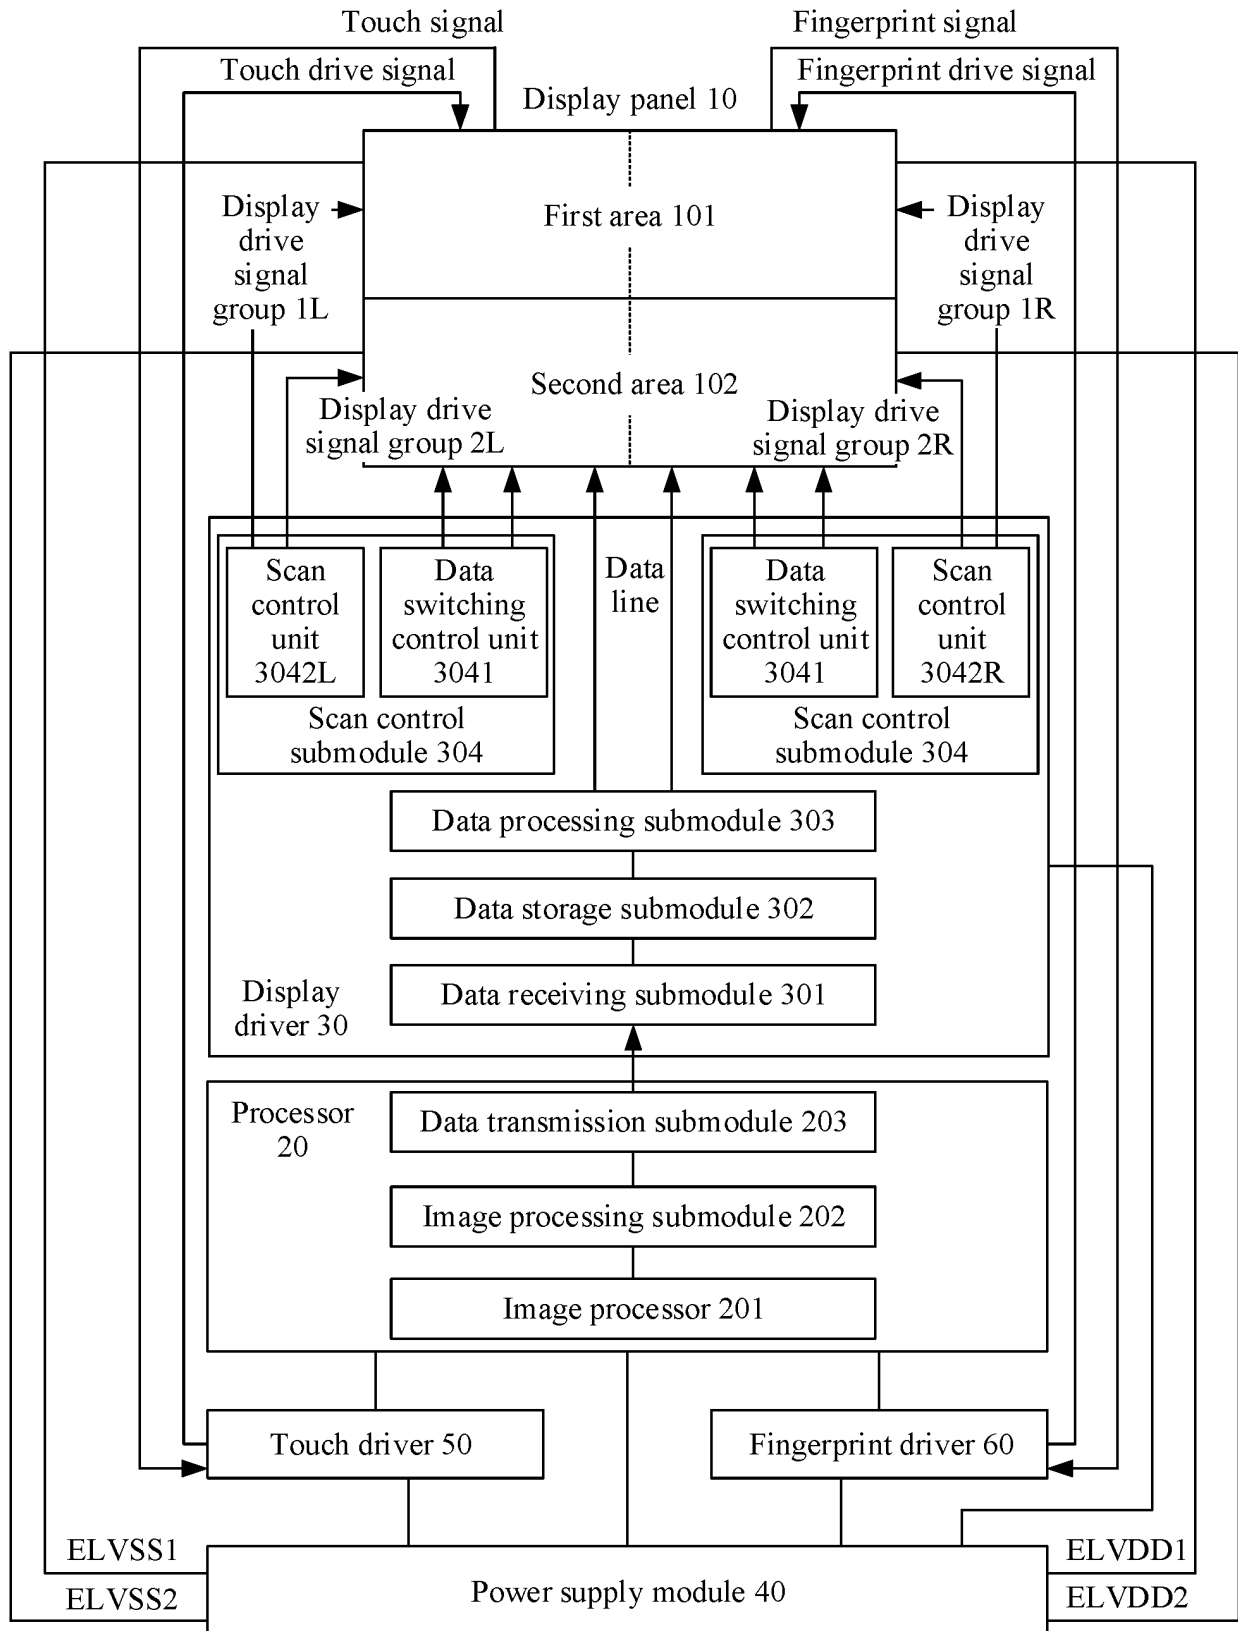 Touch signal
Fingerprint signal
Touch drive signal
Fingerprint drive signal
Display panel 10
Display
drive
signal
group 1L
First area 101
Display
drive
signal
group 1R
Second area 102
Display drive
signal group 2L
Display drive
signal group 2R
Scan
control
unit
3042L
Data
switching
control unit
3041
Data
line
Data
switching
control unit
3041
Scan
control
unit
3042R
Scan control
submodule 304
Scan control
submodule 304
Data processing submodule 303
Data storage submodule 302
Data receiving submodule 301
Display
driver 30
Processor
20
Data transmission submodule 203
Image processing submodule 202
Image processor 201
Touch driver 50
Fingerprint driver 60
ELVSS1
ELVDD1
ELVSS2
Power supply module 40
ELVDD2